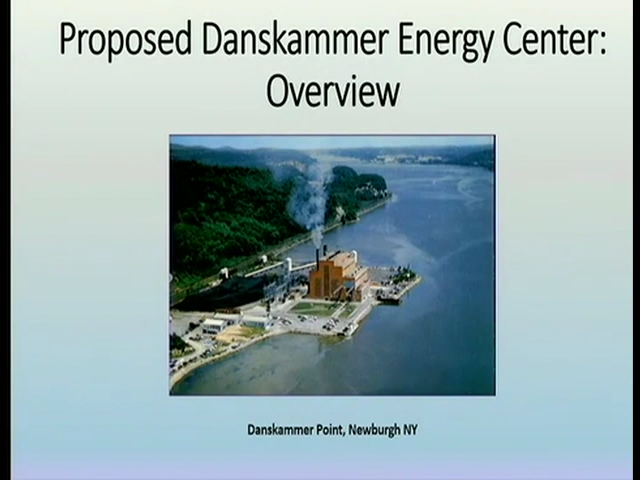 Proposed Danskammer Energy Center:
Overview
Danskammer Point, Newburgh NY